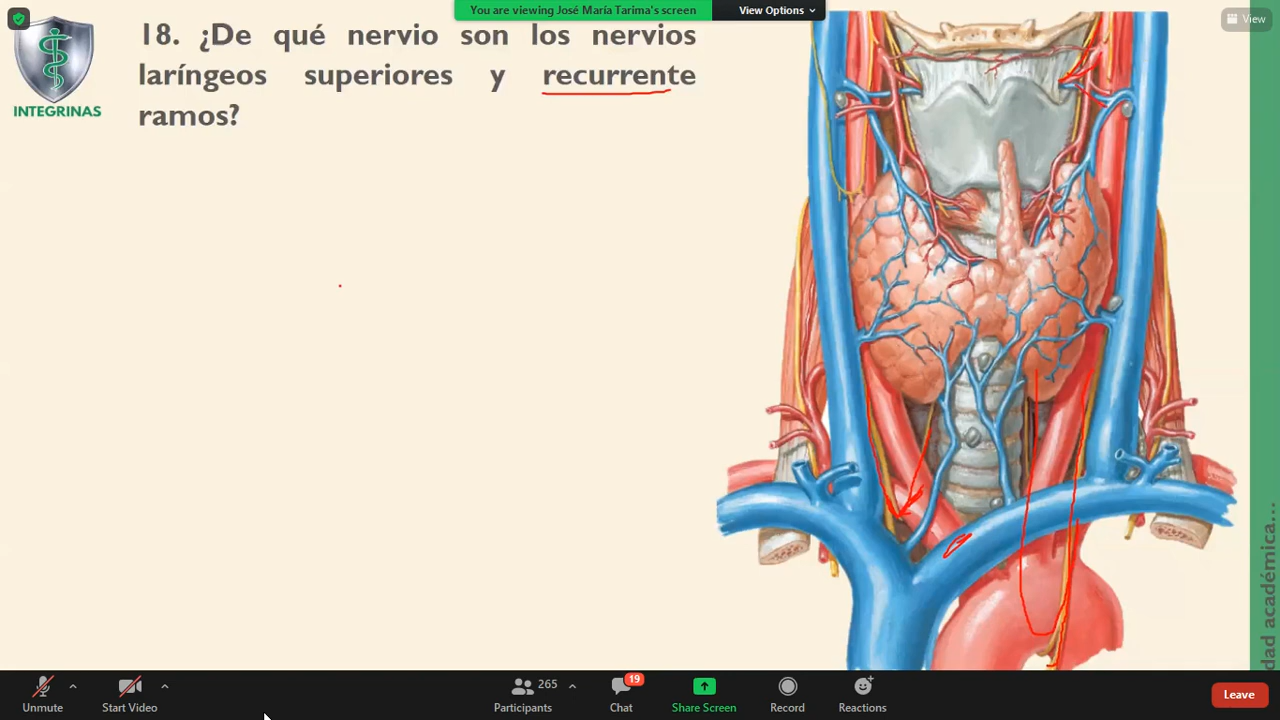 You are viewing José María Tarima's screen
View Options
View
18. ¿De qué nervio son los nervios
laríngeos superiores y recurrente
ramos?
INTEGRINAS
dad académica...
Unmute
Start Video
265
Participants
19
Chat
Share Screen
Record
Reactions
Leave